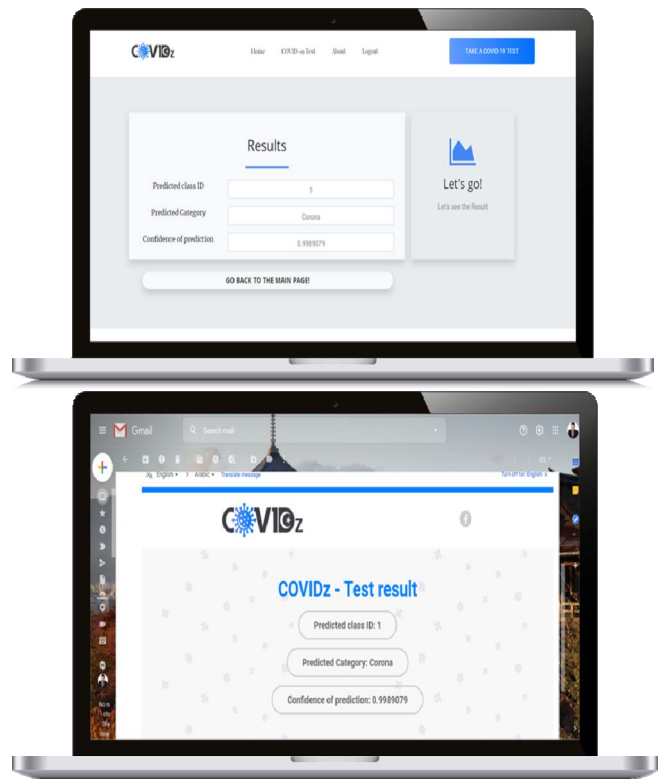 COVIDz
Home COVID-19 Test About Logout
TAKE A COVID-19 TEST
Results
Predicted class ID 1
Predicted Category Corona
Confidence of prediction 0.9989079
GO BACK TO THE MAIN PAGE!
Let's go!
Let's see the Result
Gmail
Search mail
English > Arabic Translate message
Turn off for: English x
COVIDz
COVIDz - Test result
Predicted class ID: 1
Predicted Category: Corona
Confidence of prediction: 0.9989079